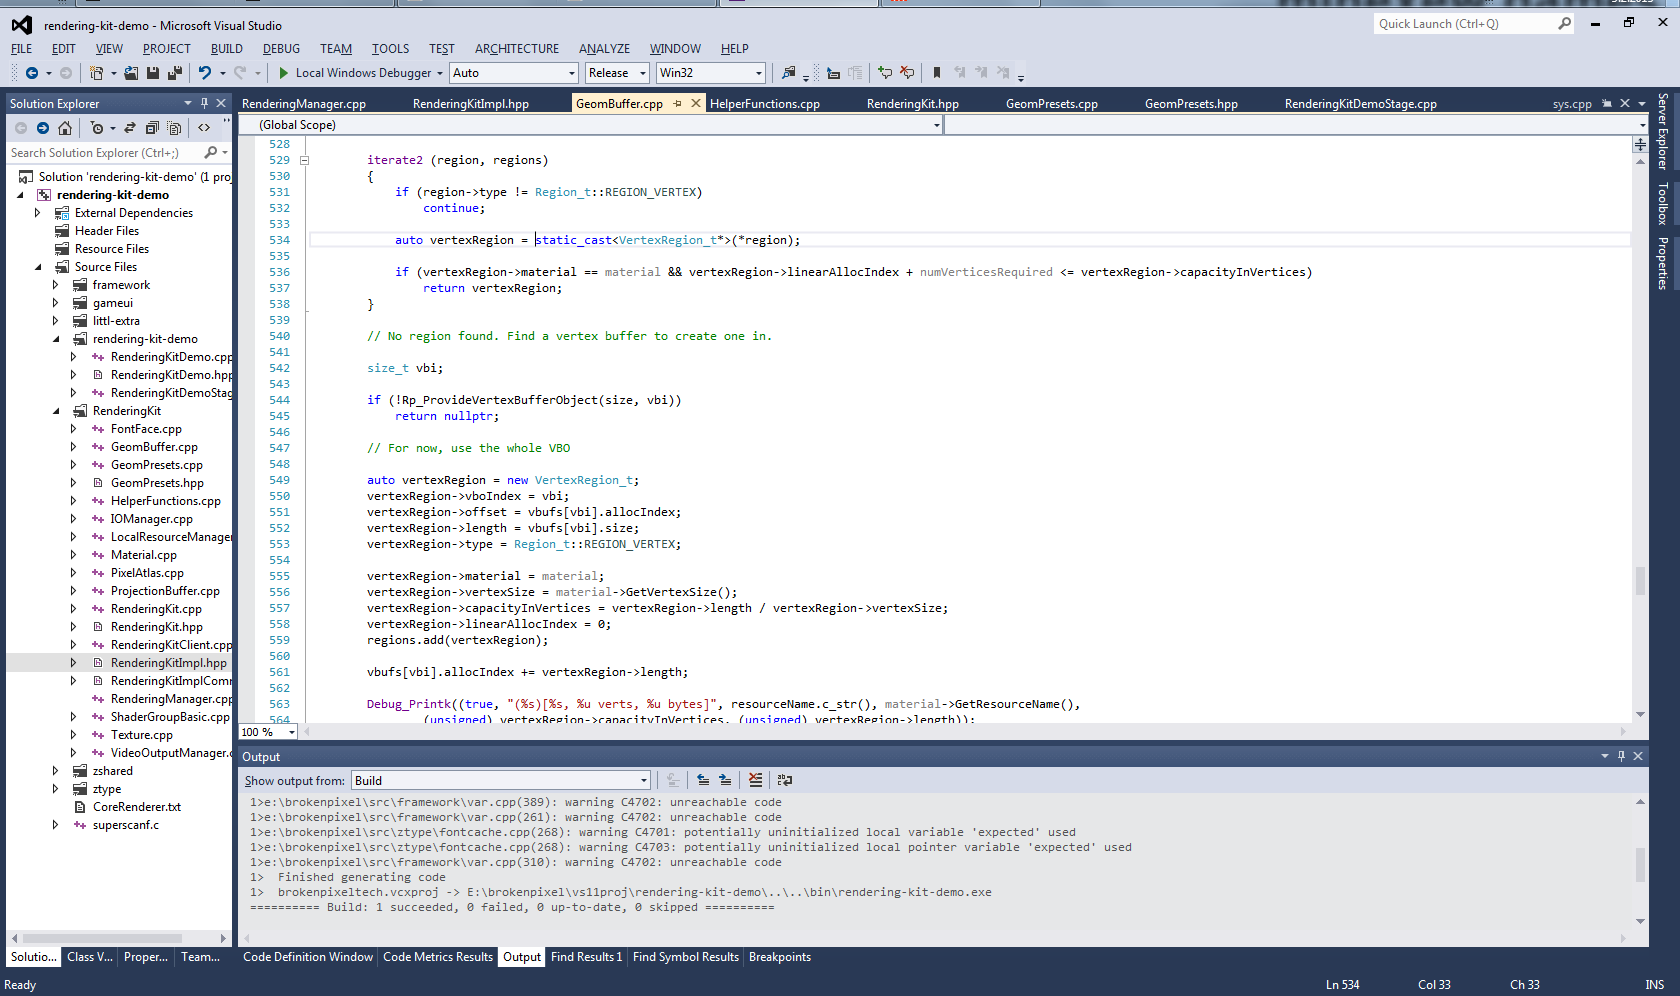 rendering-kit-demo - Microsoft Visual Studio
Quick Launch (Ctrl+Q)
FILE EDIT VIEW PROJECT BUILD DEBUG TEAM TOOLS TEST ARCHITECTURE ANALYZE WINDOW HELP
Local Windows Debugger Auto Release Win32
Solution Explorer
Search Solution Explorer (Ctrl+;)
Solution 'rendering-kit-demo' (1 proj
rendering-kit-demo
External Dependencies
Header Files
Resource Files
Source Files
framework
gameui
littl-extra
rendering-kit-demo
RenderingKitDemo.cpp
RenderingKitDemo.hpp
RenderingKitDemoStag
RenderingKit
FontFace.cpp
GeomBuffer.cpp
GeomPresets.cpp
GeomPresets.hpp
HelperFunctions.cpp
IOManager.cpp
LocalResourceManager
Material.cpp
PixelAtlas.cpp
ProjectionBuffer.cpp
RenderingKit.cpp
RenderingKit.hpp
RenderingKitClient.cpp
RenderingKitImpl.hpp
RenderingKitImplComm
RenderingManager.cpp
ShaderGroupBasic.cpp
Texture.cpp
VideoOutputManager.c
zshared
ztype
CoreRenderer.txt
superscanf.c
Solutio... Class V... Proper... Team...
RenderingManager.cpp RenderingKitImpl.hpp GeomBuffer.cpp HelperFunctions.cpp RenderingKit.hpp GeomPresets.cpp GeomPresets.hpp RenderingKitDemoStage.cpp sys.cpp
(Global Scope)
528
529 iterate2 (region, regions)
530 {
531 if (region->type != Region_t::REGION_VERTEX)
532 continue;
533
534 auto vertexRegion = static_cast<VertexRegion_t*>(*region);
535
536 if (vertexRegion->material == material && vertexRegion->linearAllocIndex + numVerticesRequired <= vertexRegion->capacityInVertices)
537 return vertexRegion;
538 }
539
540 // No region found. Find a vertex buffer to create one in.
541
542 size_t vbi;
543
544 if (!Rp_ProvideVertexBufferObject(size, vbi))
545 return nullptr;
546
547 // For now, use the whole VBO
548
549 auto vertexRegion = new VertexRegion_t;
550 vertexRegion->vboIndex = vbi;
551 vertexRegion->offset = vbufs[vbi].allocIndex;
552 vertexRegion->length = vbufs[vbi].size;
553 vertexRegion->type = Region_t::REGION_VERTEX;
554
555 vertexRegion->material = material;
556 vertexRegion->vertexSize = material->GetVertexSize();
557 vertexRegion->capacityInVertices = vertexRegion->length / vertexRegion->vertexSize;
558 vertexRegion->linearAllocIndex = 0;
559 regions.add(vertexRegion);
560
561 vbufs[vbi].allocIndex += vertexRegion->length;
562
563 Debug_Printk((true, "(%s)[%s, %u verts, %u bytes]", resourceName.c_str(), material->GetResourceName(),
564 (unsigned) vertexRegion->capacityInVertices, (unsigned) vertexRegion->length));
100 %
Server Explorer
Toolbox
Properties
Output
Show output from: Build
1>e:\brokenpixel\src\framework\var.cpp(389): warning C4702: unreachable code
1>e:\brokenpixel\src\framework\var.cpp(261): warning C4702: unreachable code
1>e:\brokenpixel\src\ztype\fontcache.cpp(268): warning C4701: potentially uninitialized local variable 'expected' used
1>e:\brokenpixel\src\ztype\fontcache.cpp(268): warning C4703: potentially uninitialized local pointer variable 'expected' used
1>e:\brokenpixel\src\framework\var.cpp(310): warning C4702: unreachable code
1> Finished generating code
1> brokenpixeltech.vcxproj -> E:\brokenpixel\vs11proj\rendering-kit-demo\..\..\bin\rendering-kit-demo.exe
========== Build: 1 succeeded, 0 failed, 0 up-to-date, 0 skipped ==========
Code Definition Window Code Metrics Results Output Find Results 1 Find Symbol Results Breakpoints
Ready Ln 534 Col 33 Ch 33 INS